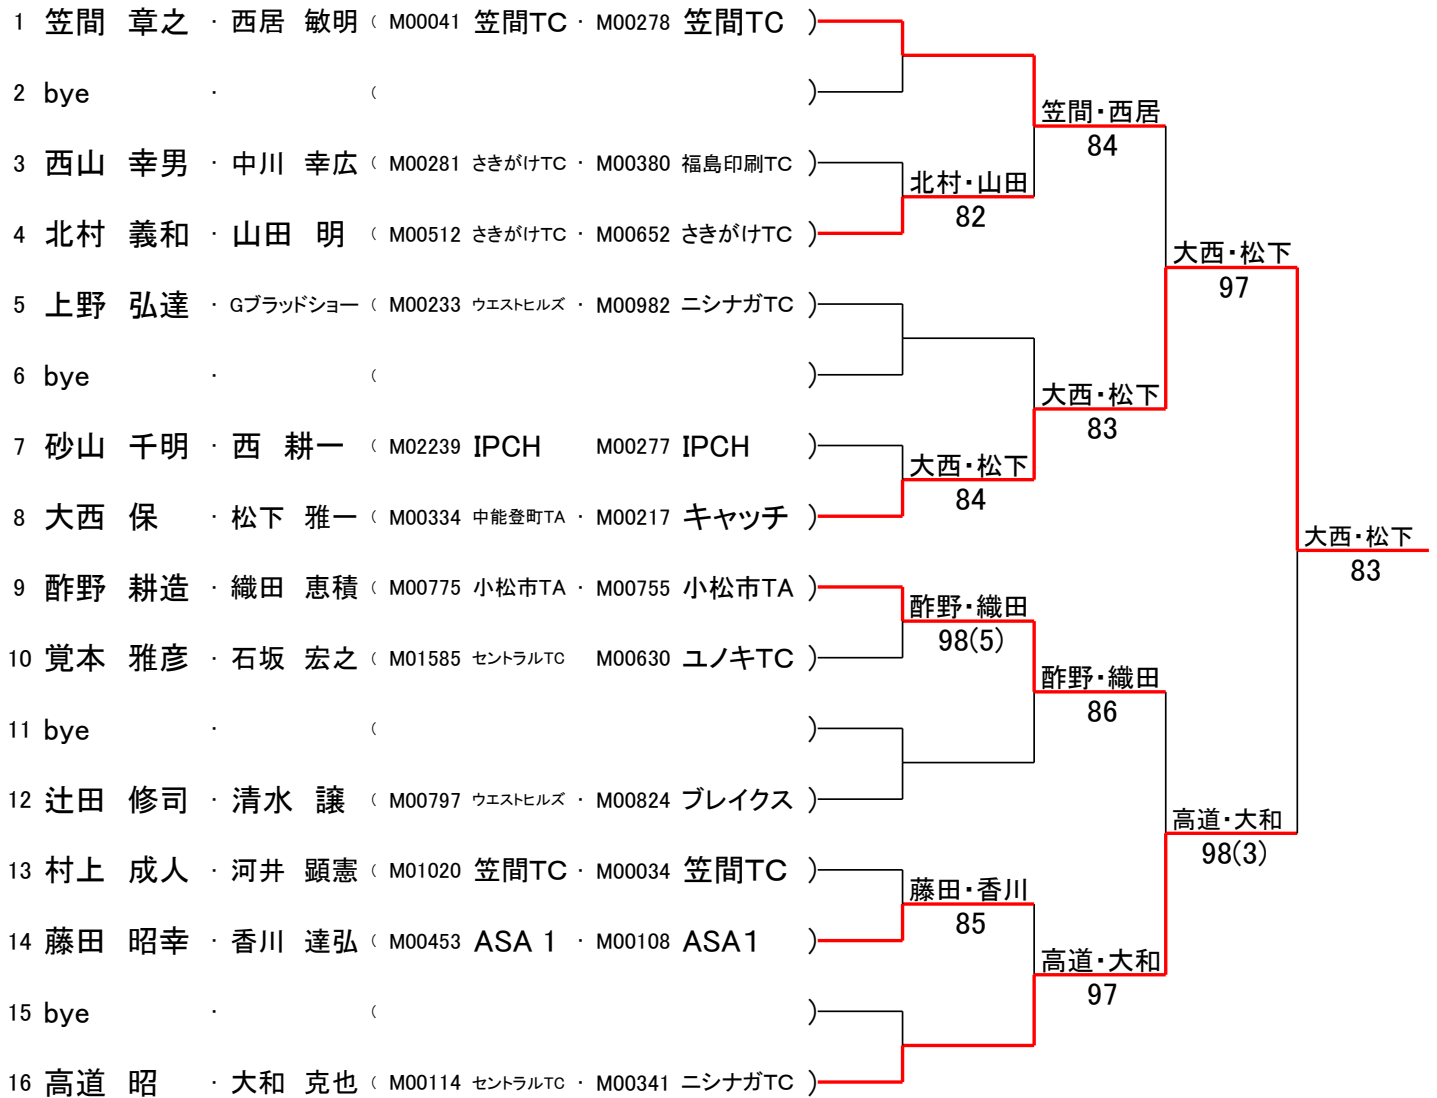 1 笠間 章之 ・ 西居 敏明 ( M00041 笠間TC ・ M00278 笠間TC )
2 bye ・ ( )
笠間・西居
84
3 西山 幸男 ・ 中川 幸広 ( M00281 さきがけTC ・ M00380 福島印刷TC )
北村・山田
82
4 北村 義和 ・ 山田 明 ( M00512 さきがけTC ・ M00652 さきがけTC )
大西・松下
97
5 上野 弘達 ・ Gブラッドショー ( M00233 ウエストヒルズ ・ M00982 ニシナガTC )
6 bye ・ ( )
大西・松下
83
7 砂山 千明 ・ 西 耕一 ( M02239 IPCH M00277 IPCH )
大西・松下
84
8 大西 保 ・ 松下 雅一 ( M00334 中能登町TA ・ M00217 キャッチ )
大西・松下
83
9 酢野 耕造 ・ 織田 恵積 ( M00775 小松市TA ・ M00755 小松市TA )
酢野・織田
98(5)
10 覚本 雅彦 ・ 石坂 宏之 ( M01585 セントラルTC M00630 ユノキTC )
酢野・織田
86
11 bye ・ ( )
12 辻田 修司 ・ 清水 譲 ( M00797 ウエストヒルズ ・ M00824 ブレイクス )
高道・大和
98(3)
13 村上 成人 ・ 河井 顕憲 ( M01020 笠間TC ・ M00034 笠間TC )
藤田・香川
85
14 藤田 昭幸 ・ 香川 達弘 ( M00453 ASA 1 ・ M00108 ASA1 )
高道・大和
97
15 bye ・ ( )
16 高道 昭 ・ 大和 克也 ( M00114 セントラルTC ・ M00341 ニシナガTC )